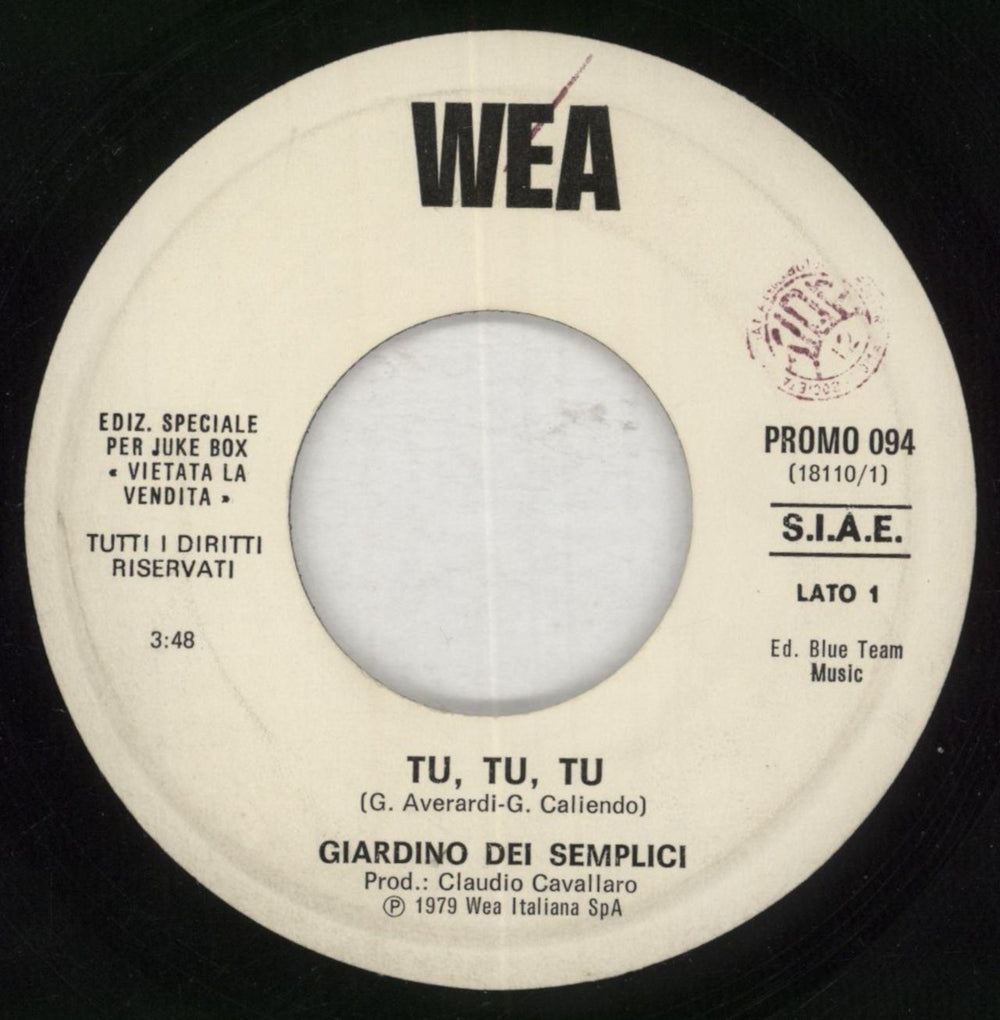 WEA
EDIZ. SPECIALE
PER JUKE BOX
« VIETATA LA
VENDITA »
TUTTI I DIRITTI
RISERVATI
3:48
PROMO 094
(18110/1)
S.I.A.E.
LATO 1
Ed. Blue Team
Music
TU, TU, TU
(G. Averardi-G. Caliendo)
GIARDINO DEI SEMPLICI
Prod.: Claudio Cavallaro
Ⓟ 1979 Wea Italiana SpA